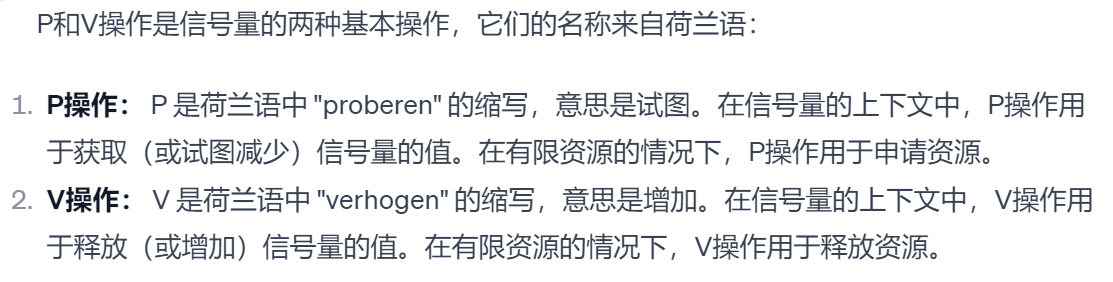 P和V操作是信号量的两种基本操作，它们的名称来自荷兰语：
1. P操作： P 是荷兰语中 "proberen" 的缩写，意思是试图。在信号量的上下文中，P操作用
于获取（或试图减少）信号量的值。在有限资源的情况下，P操作用于申请资源。
2. V操作： V 是荷兰语中 "verhogen" 的缩写，意思是增加。在信号量的上下文中，V操作用
于释放（或增加）信号量的值。在有限资源的情况下，V操作用于释放资源。